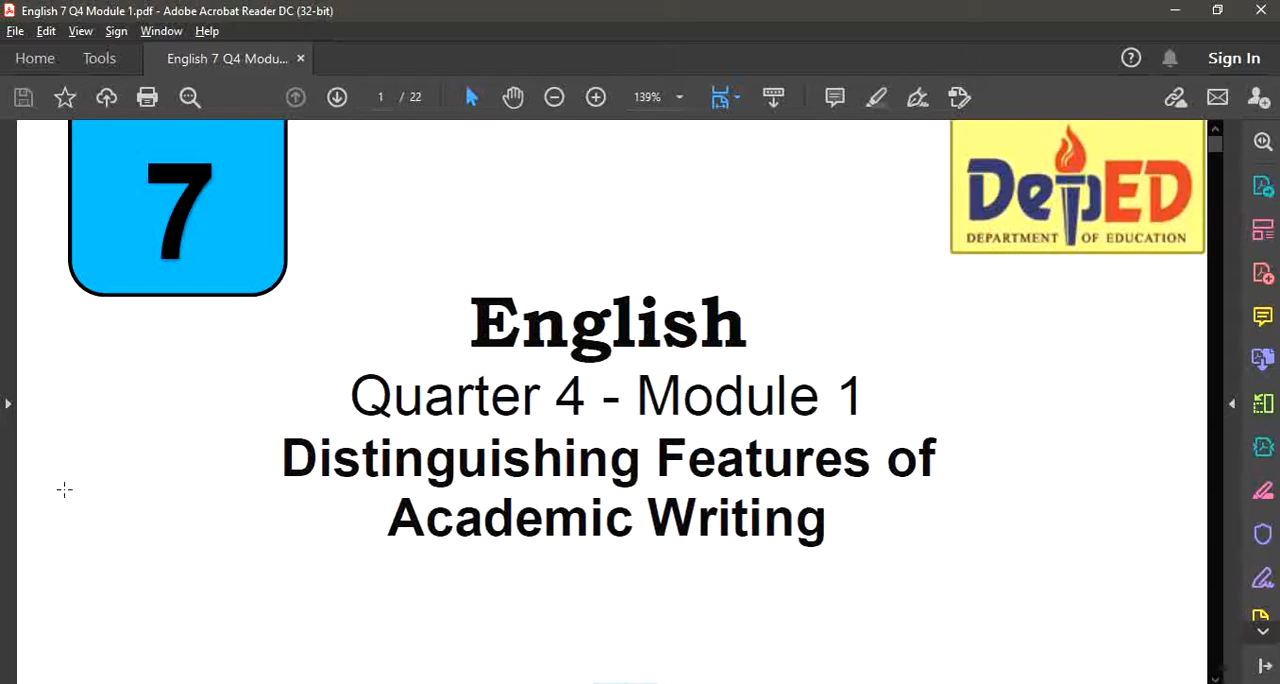 English 7 Q4 Module 1.pdf - Adobe Acrobat Reader DC (32-bit)
File Edit View Sign Window Help
Home Tools English 7 Q4 Modu... × Sign In
1 / 22 139%
7
DepED
DEPARTMENT OF EDUCATION
English
Quarter 4 - Module 1
Distinguishing Features of
Academic Writing